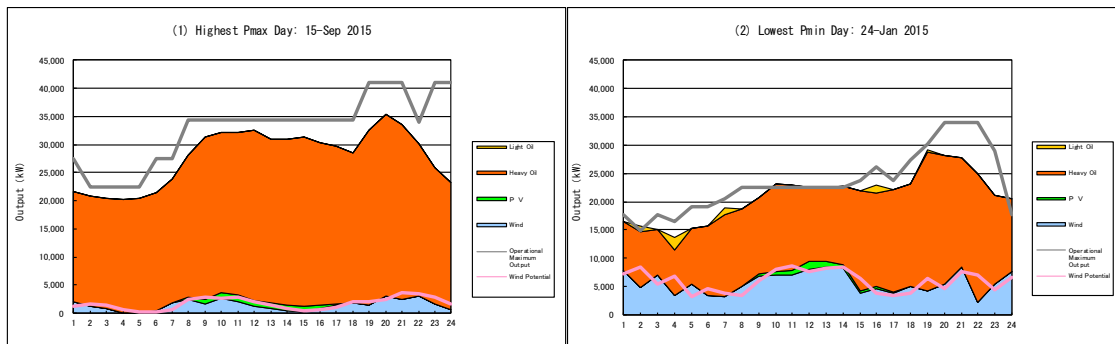 (1) Highest Pmax Day: 15-Sep 2015
45,000
40,000
35,000
30,000
25,000
20,000
15,000
10,000
5,000
0
Output (kW)
1 2 3 4 5 6 7 8 9 10 11 12 13 14 15 16 17 18 19 20 21 22 23 24
Light Oil
Heavy Oil
P V
Wind
Operational
Maximum
Output
Wind Potential
(2) Lowest Pmin Day: 24-Jan 2015
45,000
40,000
35,000
30,000
25,000
20,000
15,000
10,000
5,000
0
Output (kW)
1 2 3 4 5 6 7 8 9 10 11 12 13 14 15 16 17 18 19 20 21 22 23 24
Light Oil
Heavy Oil
P V
Wind
Operational
Maximum Output
Wind Potential